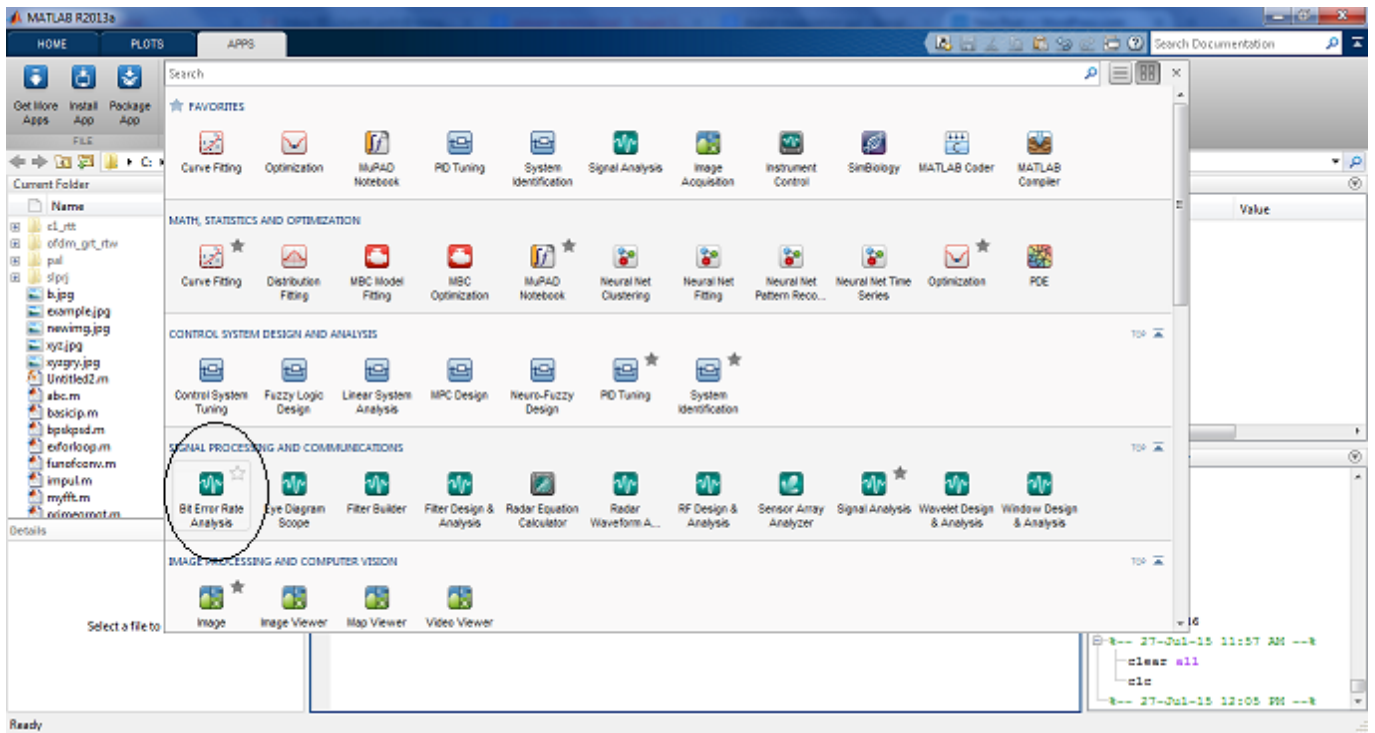 MATLAB R2013a
HOME PLOTS APPS Search Documentation
Search
Get More Apps Install App Package App
FILE
FAVORITES
Curve Fitting Optimization MuPAD Notebook PID Tuning System Identification Signal Analysis Image Acquisition Instrument Control SimBiology MATLAB Coder MATLAB Compiler
MATH, STATISTICS AND OPTIMIZATION
Curve Fitting Distribution Fitting MBC Model Fitting MBC Optimization MuPAD Notebook Neural Net Clustering Neural Net Fitting Neural Net Pattern Reco... Neural Net Time Series Optimization PDE
CONTROL SYSTEM DESIGN AND ANALYSIS TOP
Control System Tuning Fuzzy Logic Design Linear System Analysis MPC Design Neuro-Fuzzy Design PID Tuning System Identification
SIGNAL PROCESSING AND COMMUNICATIONS TOP
Bit Error Rate Analysis Eye Diagram Scope Filter Builder Filter Design & Analysis Radar Equation Calculator Radar Waveform A... RF Design & Analysis Sensor Array Analyzer Signal Analysis Wavelet Design & Analysis Window Design & Analysis
IMAGE PROCESSING AND COMPUTER VISION TOP
Image Image Viewer Map Viewer Video Viewer
C:
Current Folder
Name
c1_rtt
ofdm_grt_rtw
pal
slprj
b.jpg
example.jpg
newimg.jpg
xyz.jpg
xyzgry.jpg
Untitled2.m
abc.m
basicip.m
bpskpsd.m
exforloop.m
funofconv.m
impul.m
myfft.m
Details
Select a file to
Value
%-- 27-Jul-15 11:57 AM --%
clear all
clc
%-- 27-Jul-15 12:05 PM --%
Ready